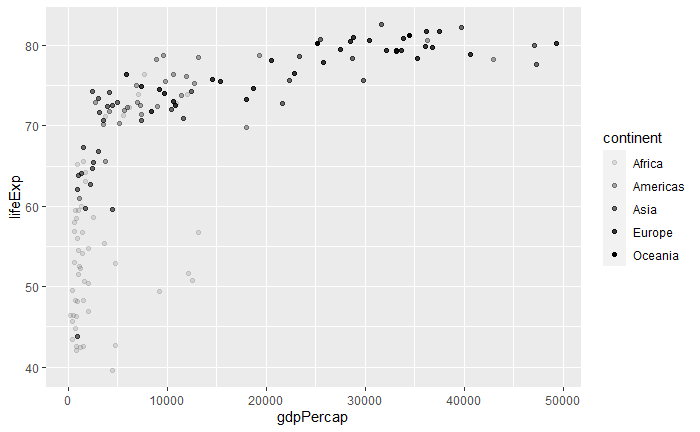 80
70
60
50
40
lifeExp
0
10000
20000
30000
40000
50000
gdpPercap
continent
Africa
Americas
Asia
Europe
Oceania